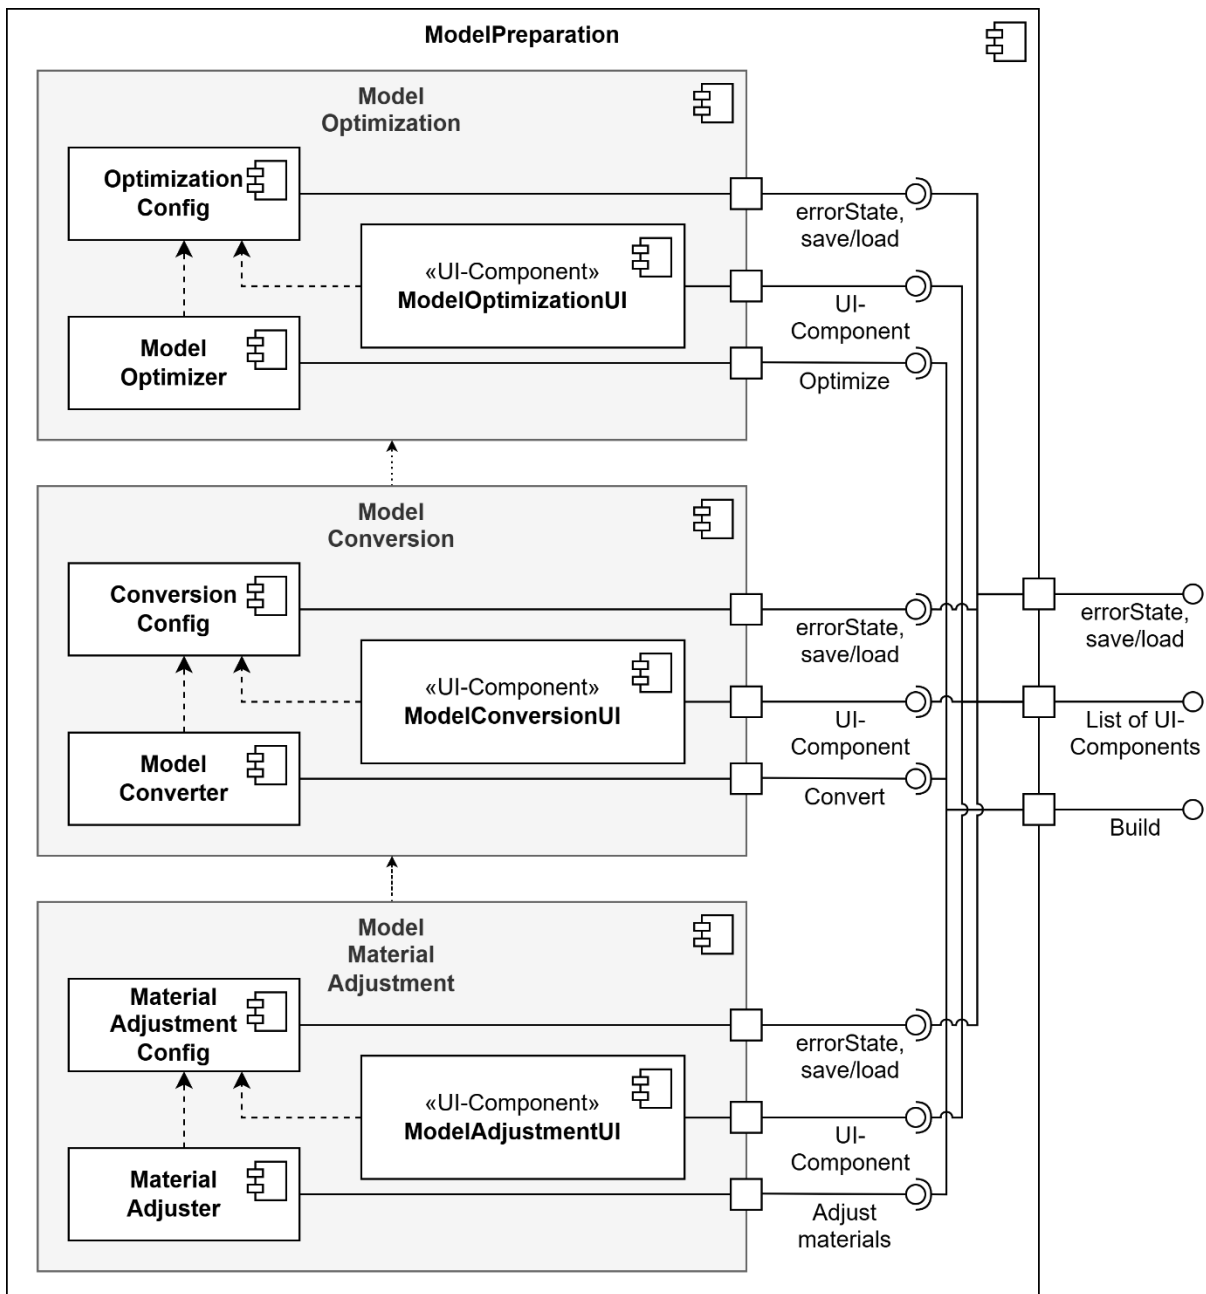 ModelPreparation
Model
Optimization
Optimization
Config
errorState,
save/load
«UI-Component»
ModelOptimizationUI
UI-
Component
Model
Optimizer
Optimize
Model
Conversion
Conversion
Config
errorState,
save/load
errorState,
save/load
«UI-Component»
ModelConversionUI
UI-
Component
List of UI-
Components
Model
Converter
Convert
Build
Model
Material
Adjustment
Material
Adjustment
Config
errorState,
save/load
«UI-Component»
ModelAdjustmentUI
UI-
Component
Material
Adjuster
Adjust
materials